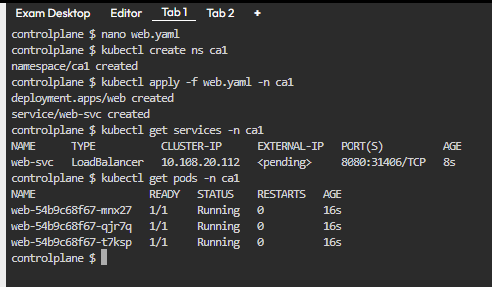 Exam Desktop Editor Tab 1 Tab 2 +
controlplane $ nano web.yaml
controlplane $ kubectl create ns ca1
namespace/ca1 created
controlplane $ kubectl apply -f web.yaml -n ca1
deployment.apps/web created
service/web-svc created
controlplane $ kubectl get services -n ca1
NAME TYPE CLUSTER-IP EXTERNAL-IP PORT(S) AGE
web-svc LoadBalancer 10.108.20.112 <pending> 8080:31406/TCP 8s
controlplane $ kubectl get pods -n ca1
NAME READY STATUS RESTARTS AGE
web-54b9c68f67-mnx27 1/1 Running 0 16s
web-54b9c68f67-qjr7q 1/1 Running 0 16s
web-54b9c68f67-t7ksp 1/1 Running 0 16s
controlplane $